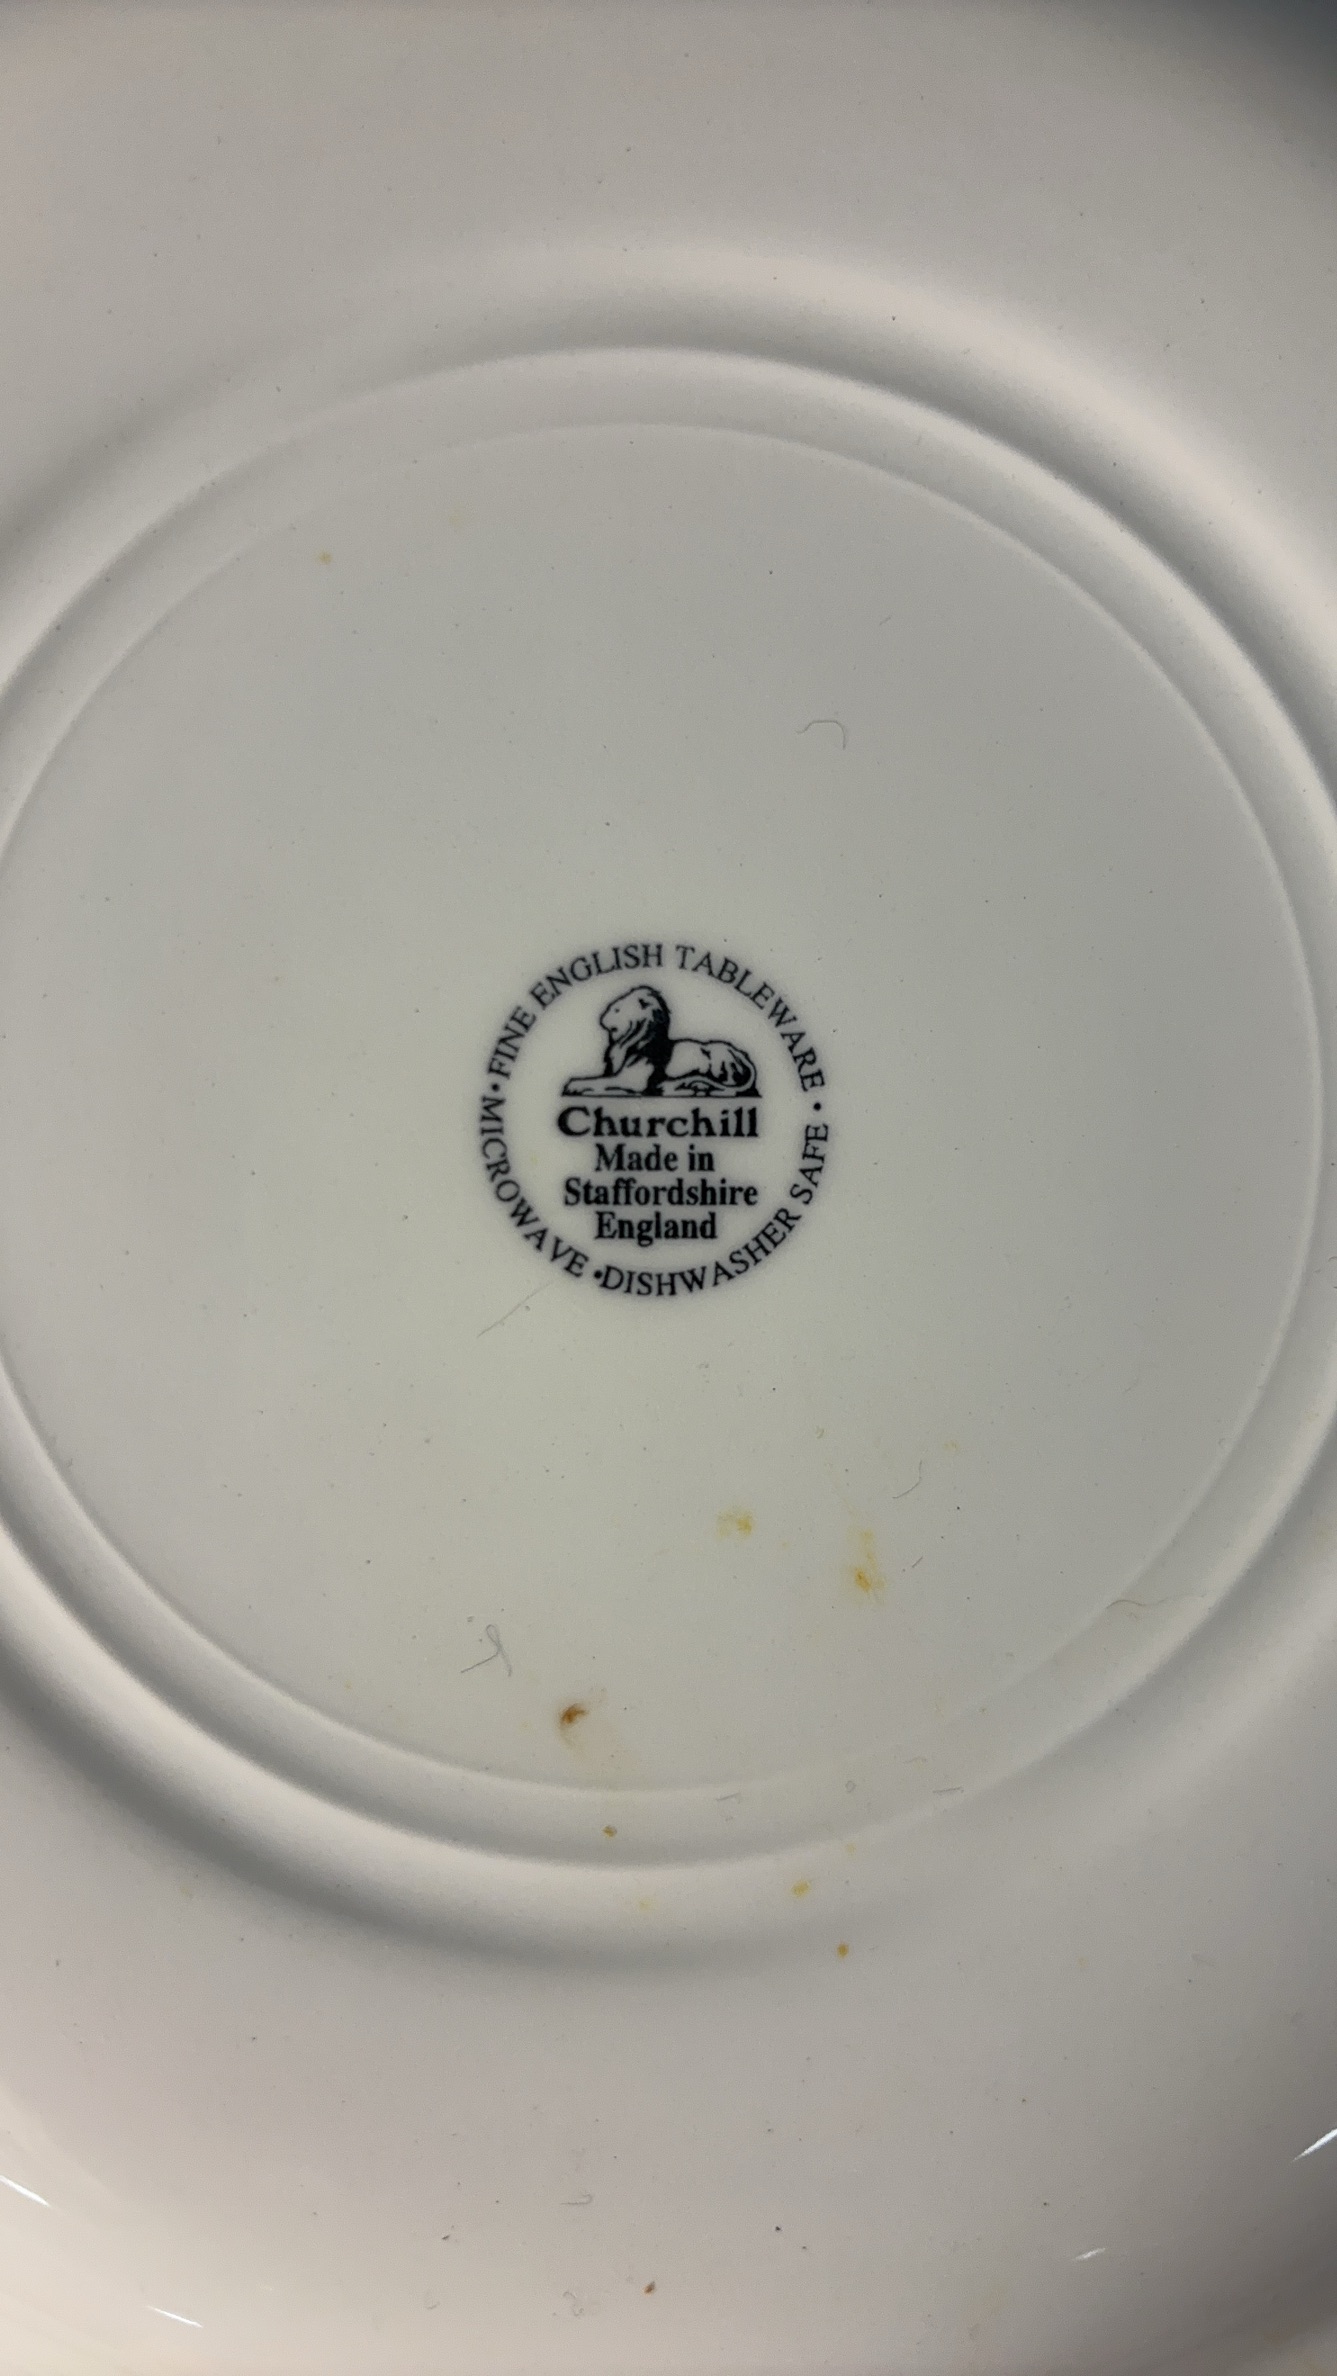 • FINE ENGLISH TABLEWARE •
Churchill
Made in
Staffordshire
England
MICROWAVE • DISHWASHER SAFE